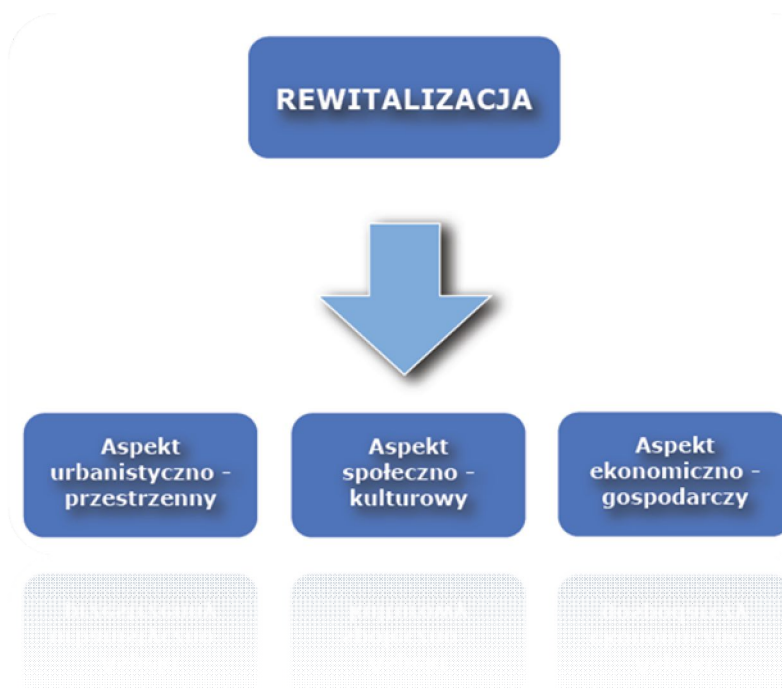 REWITALIZACJA
Aspekt
urbanistyczno -
przestrzenny
Aspekt
społeczno -
kulturowy
Aspekt
ekonomiczno -
gospodarczy